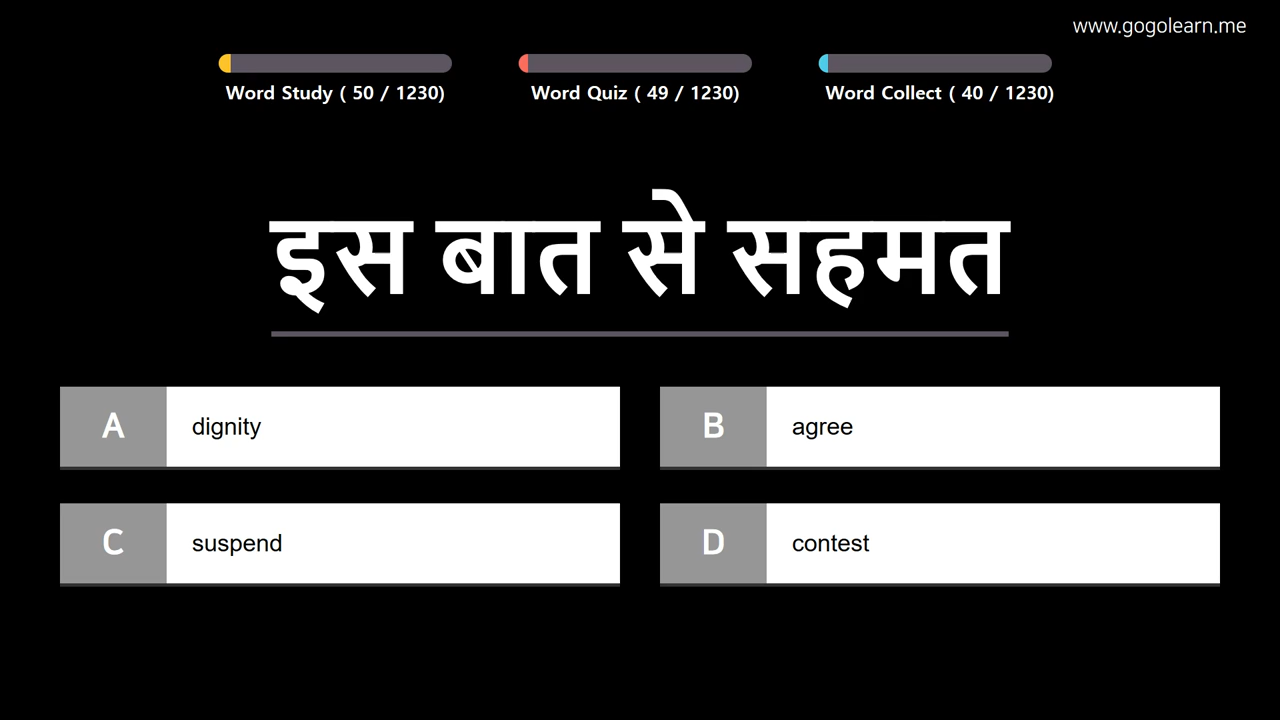 www.gogolearn.me
Word Study ( 50 / 1230)
Word Quiz ( 49 / 1230)
Word Collect ( 40 / 1230)
इस बात से सहमत
A dignity
B agree
C suspend
D contest